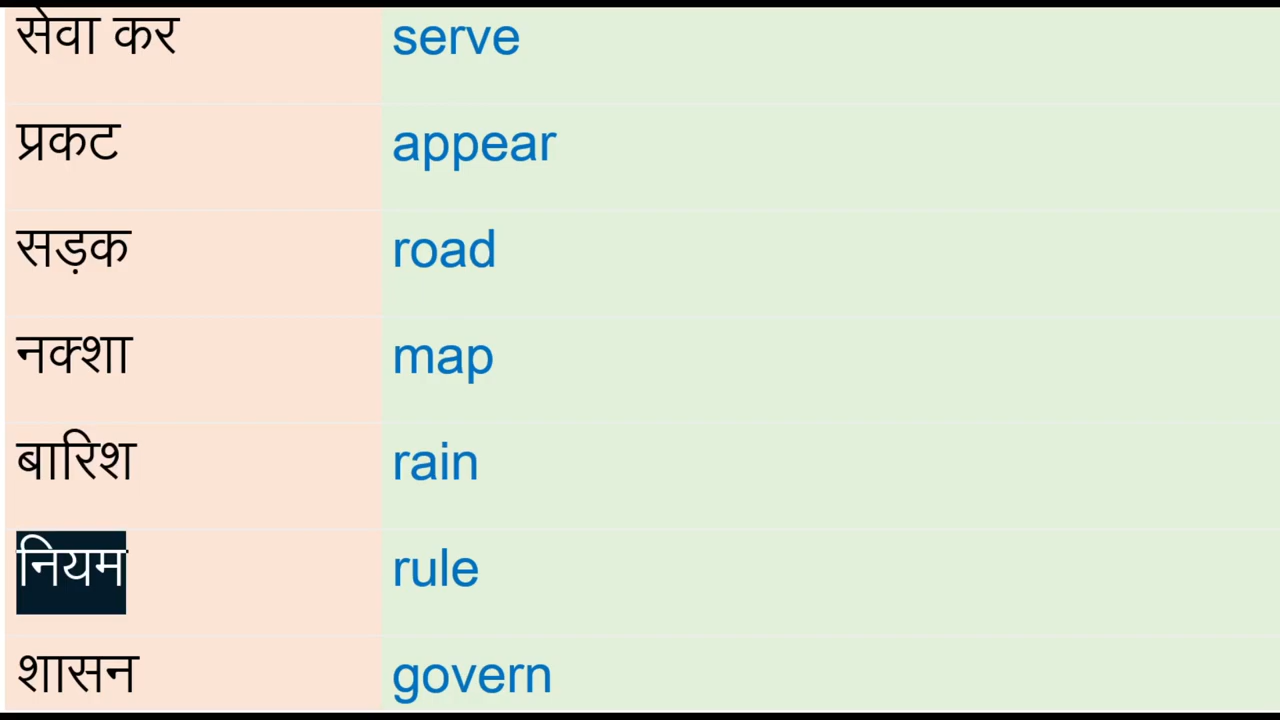 सेवा कर serve
प्रकट appear
सड़क road
नक्शा map
बारिश rain
नियम rule
शासन govern